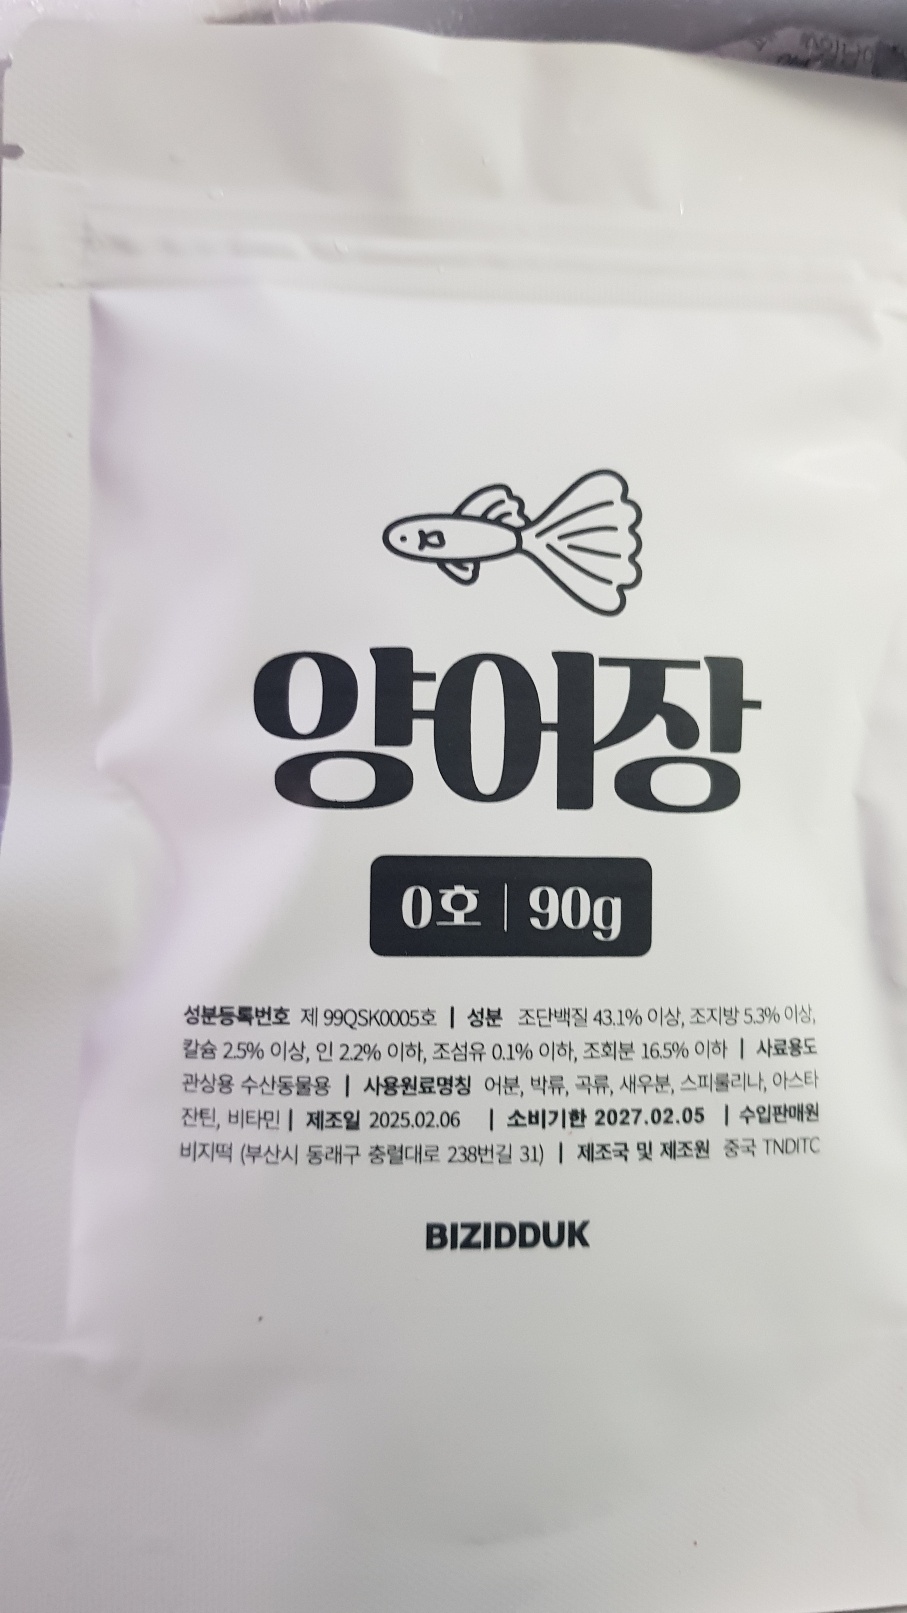 양어장
0호 | 90g
성분등록번호 제 99QSK0005호 | 성분 조단백질 43.1% 이상, 조지방 5.3% 이상,
칼슘 2.5% 이상, 인 2.2% 이하, 조섬유 0.1% 이하, 조회분 16.5% 이하 | 사료용도
관상용 수산동물용 | 사용원료명칭 어분, 박류, 곡류, 새우분, 스피룰리나, 아스타
잔틴, 비타민 | 제조일 2025.02.06 | 소비기한 2027.02.05 | 수입판매원
비지떡 (부산시 동래구 충렬대로 238번길 31) | 제조국 및 제조원 중국 TNDITC
BIZIDDUK